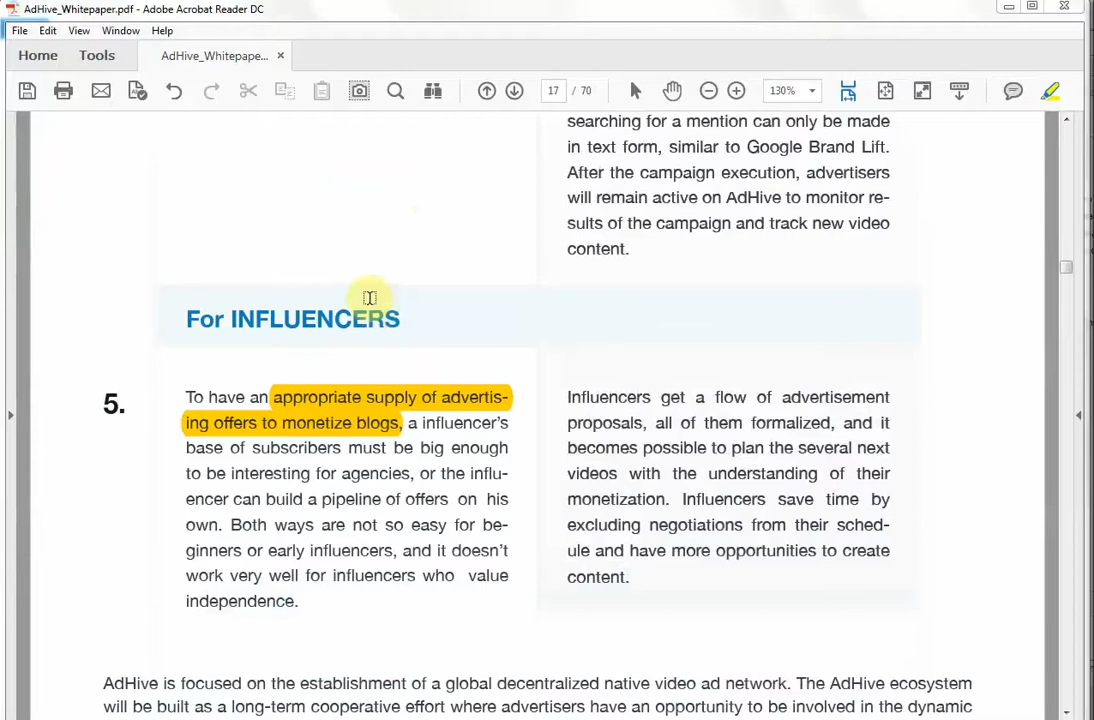 AdHive_Whitepaper.pdf - Adobe Acrobat Reader DC
File Edit View Window Help
Home Tools AdHive_Whitepape... ×
17 / 70 130%
searching for a mention can only be made
in text form, similar to Google Brand Lift.
After the campaign execution, advertisers
will remain active on AdHive to monitor re-
sults of the campaign and track new video
content.
For INFLUENCERS
5.
To have an appropriate supply of advertis-
ing offers to monetize blogs, a influencer's
base of subscribers must be big enough
to be interesting for agencies, or the influ-
encer can build a pipeline of offers on his
own. Both ways are not so easy for be-
ginners or early influencers, and it doesn't
work very well for influencers who value
independence.
Influencers get a flow of advertisement
proposals, all of them formalized, and it
becomes possible to plan the several next
videos with the understanding of their
monetization. Influencers save time by
excluding negotiations from their sched-
ule and have more opportunities to create
content.
AdHive is focused on the establishment of a global decentralized native video ad network. The AdHive ecosystem
will be built as a long-term cooperative effort where advertisers have an opportunity to be involved in the dynamic